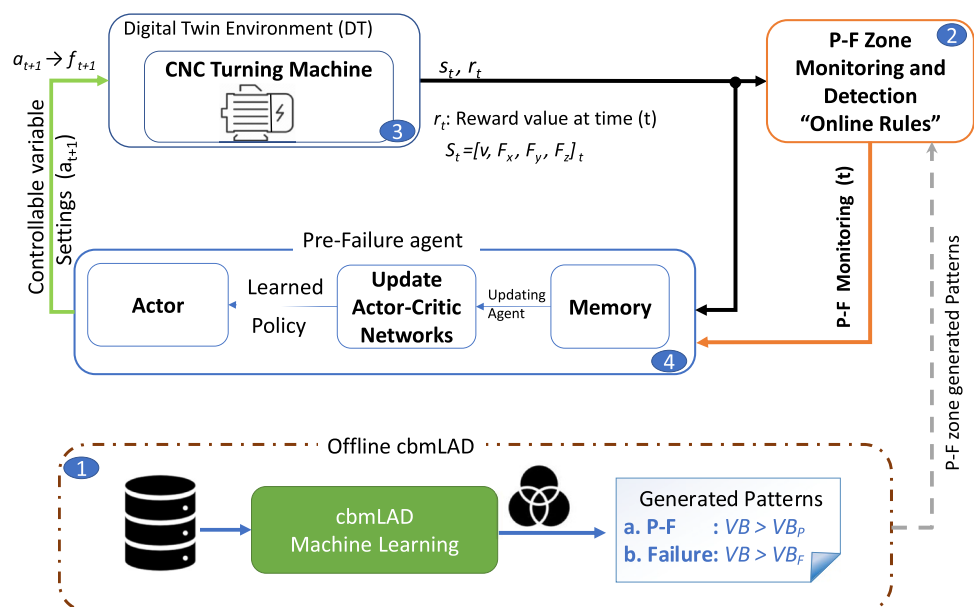 Digital Twin Environment (DT)
CNC Turning Machine
3
a_{t+1} → f_{t+1}
Controllable variable
Settings (a_{t+1})
s_t, r_t
r_t: Reward value at time (t)
S_t=[v, F_x, F_y, F_z]_t
2
P-F Zone
Monitoring and
Detection
“Online Rules”
P-F Monitoring (t)
P-F zone generated Patterns
Pre-Failure agent
Actor
Learned
Policy
Update
Actor-Critic
Networks
Updating
Agent
Memory
4
Offline cbmLAD
1
cbmLAD
Machine Learning
Generated Patterns
a. P-F : VB > VB_P
b. Failure: VB > VB_F